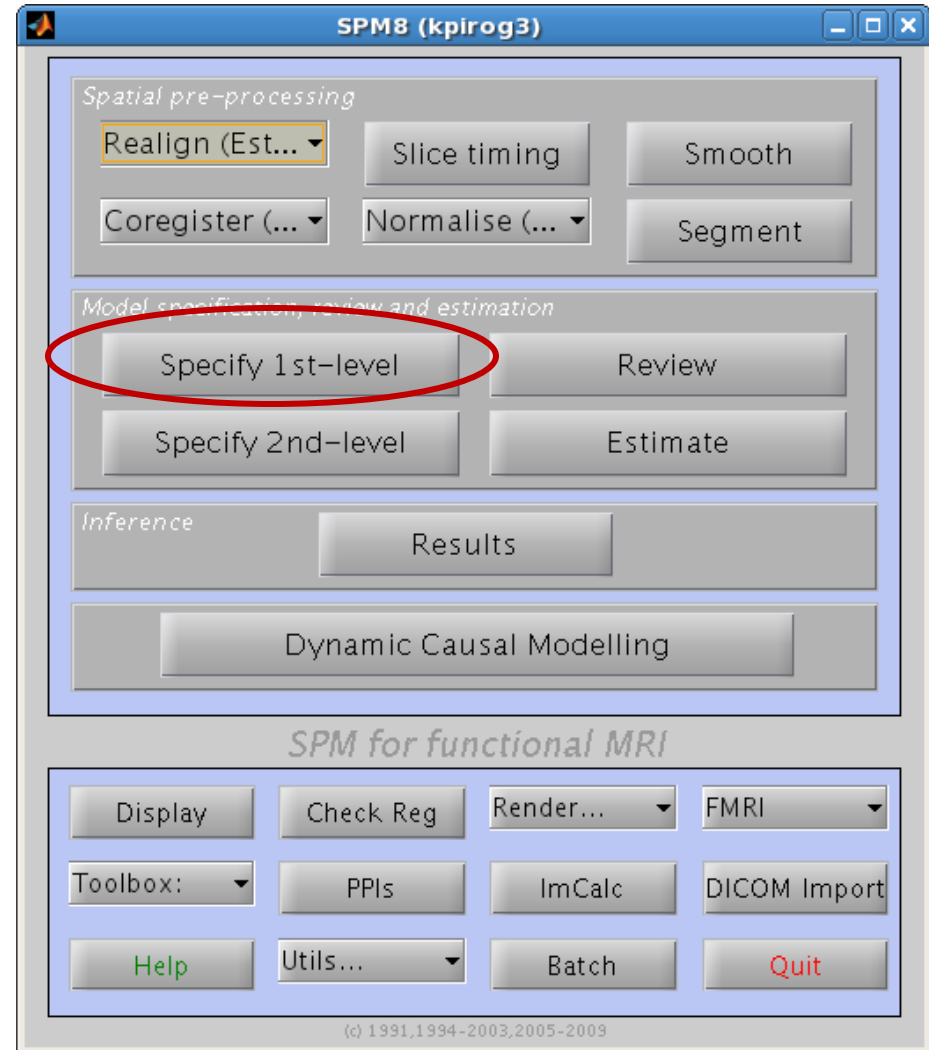 SPM8 (kpirog3)
Spatial pre-processing
Realign (Est...
Slice timing
Smooth
Coregister (...
Normalise (...
Segment
Model specification, review and estimation
Specify 1st-level
Review
Specify 2nd-level
Estimate
Inference
Results
Dynamic Causal Modelling
SPM for functional MRI
Display
Check Reg
Render...
FMRI
Toolbox:
PPIs
ImCalc
DICOM Import
Help
Utils...
Batch
Quit
(c) 1991,1994-2003,2005-2009